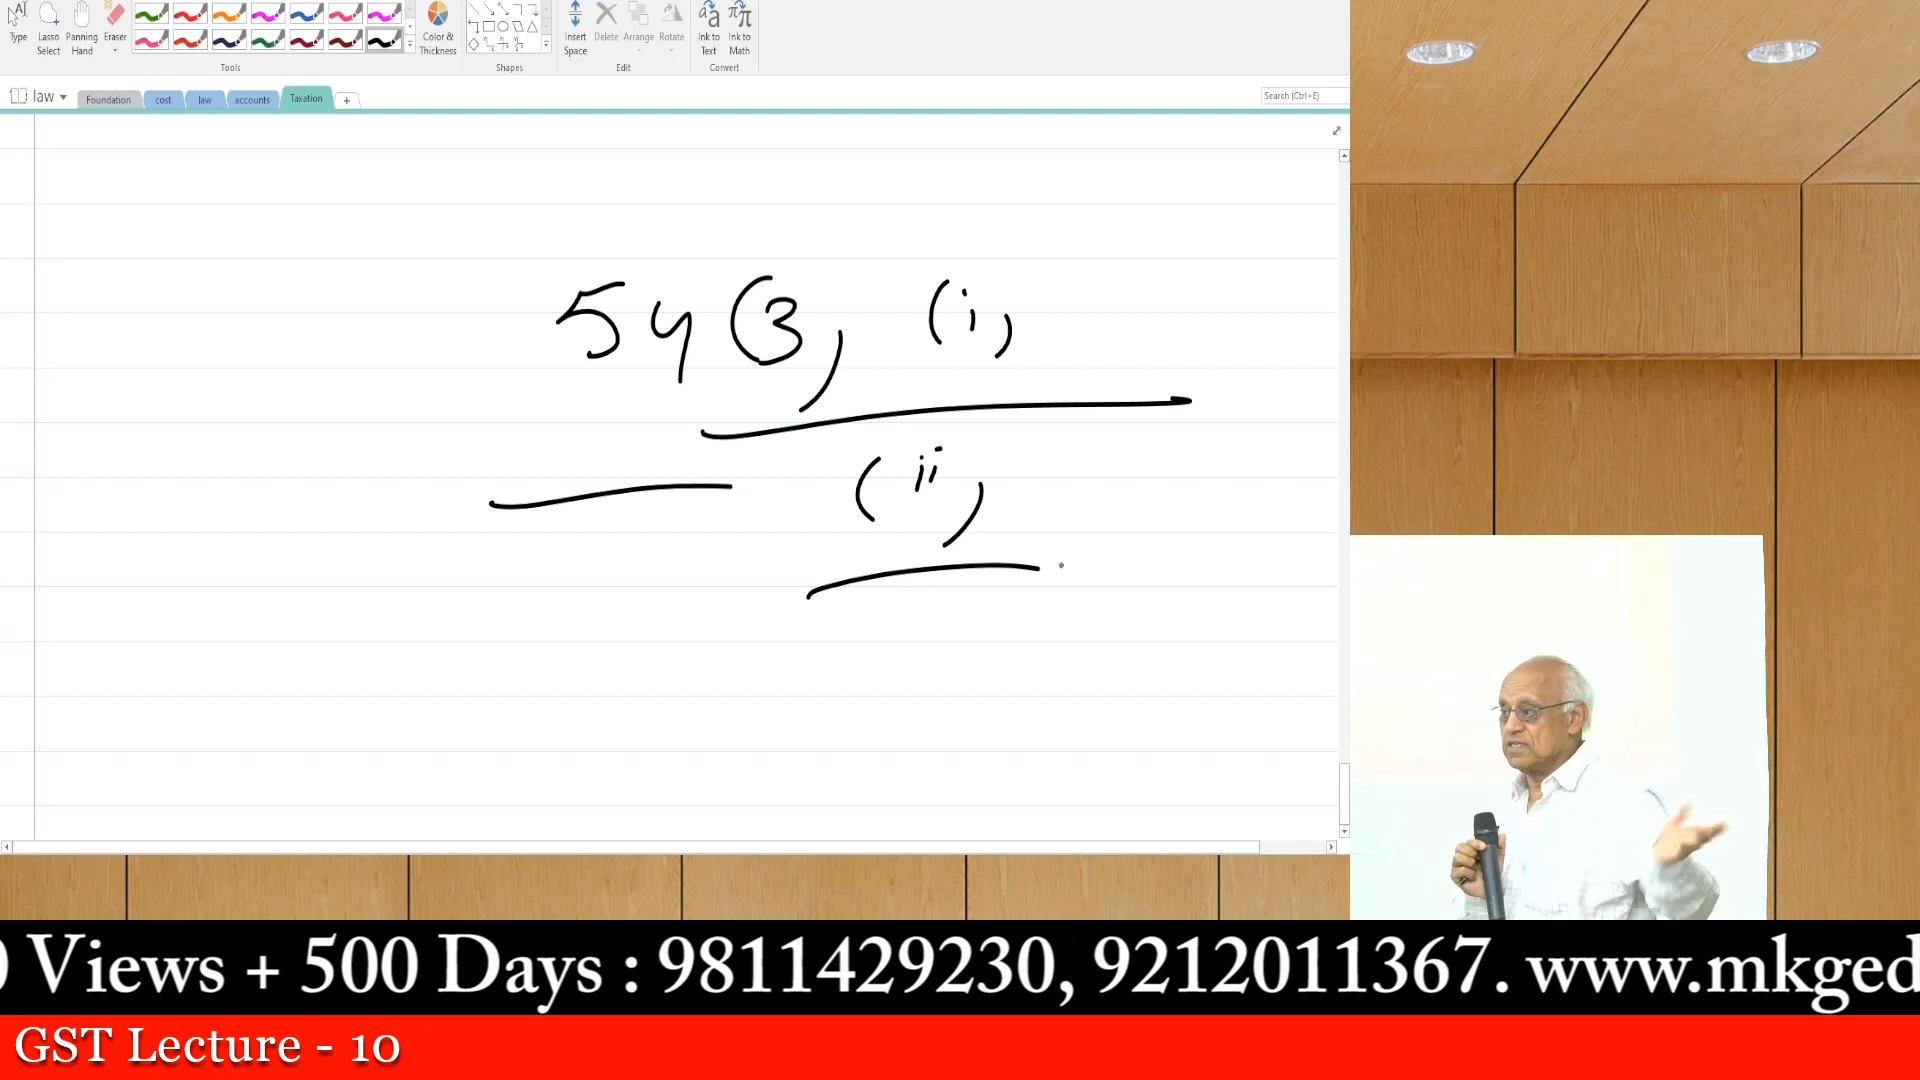 Type
Lasso Select
Panning Hand
Eraser
Color & Thickness
Insert Space
Delete
Arrange
Rotate
Ink to Text
Ink to Math
Tools
Shapes
Edit
Convert
law
Foundation
cost
law
accounts
Taxation
+
Search (Ctrl+E)
54(3) (i)
(ii)
0 Views + 500 Days : 9811429230, 9212011367. www.mkged
GST Lecture - 10